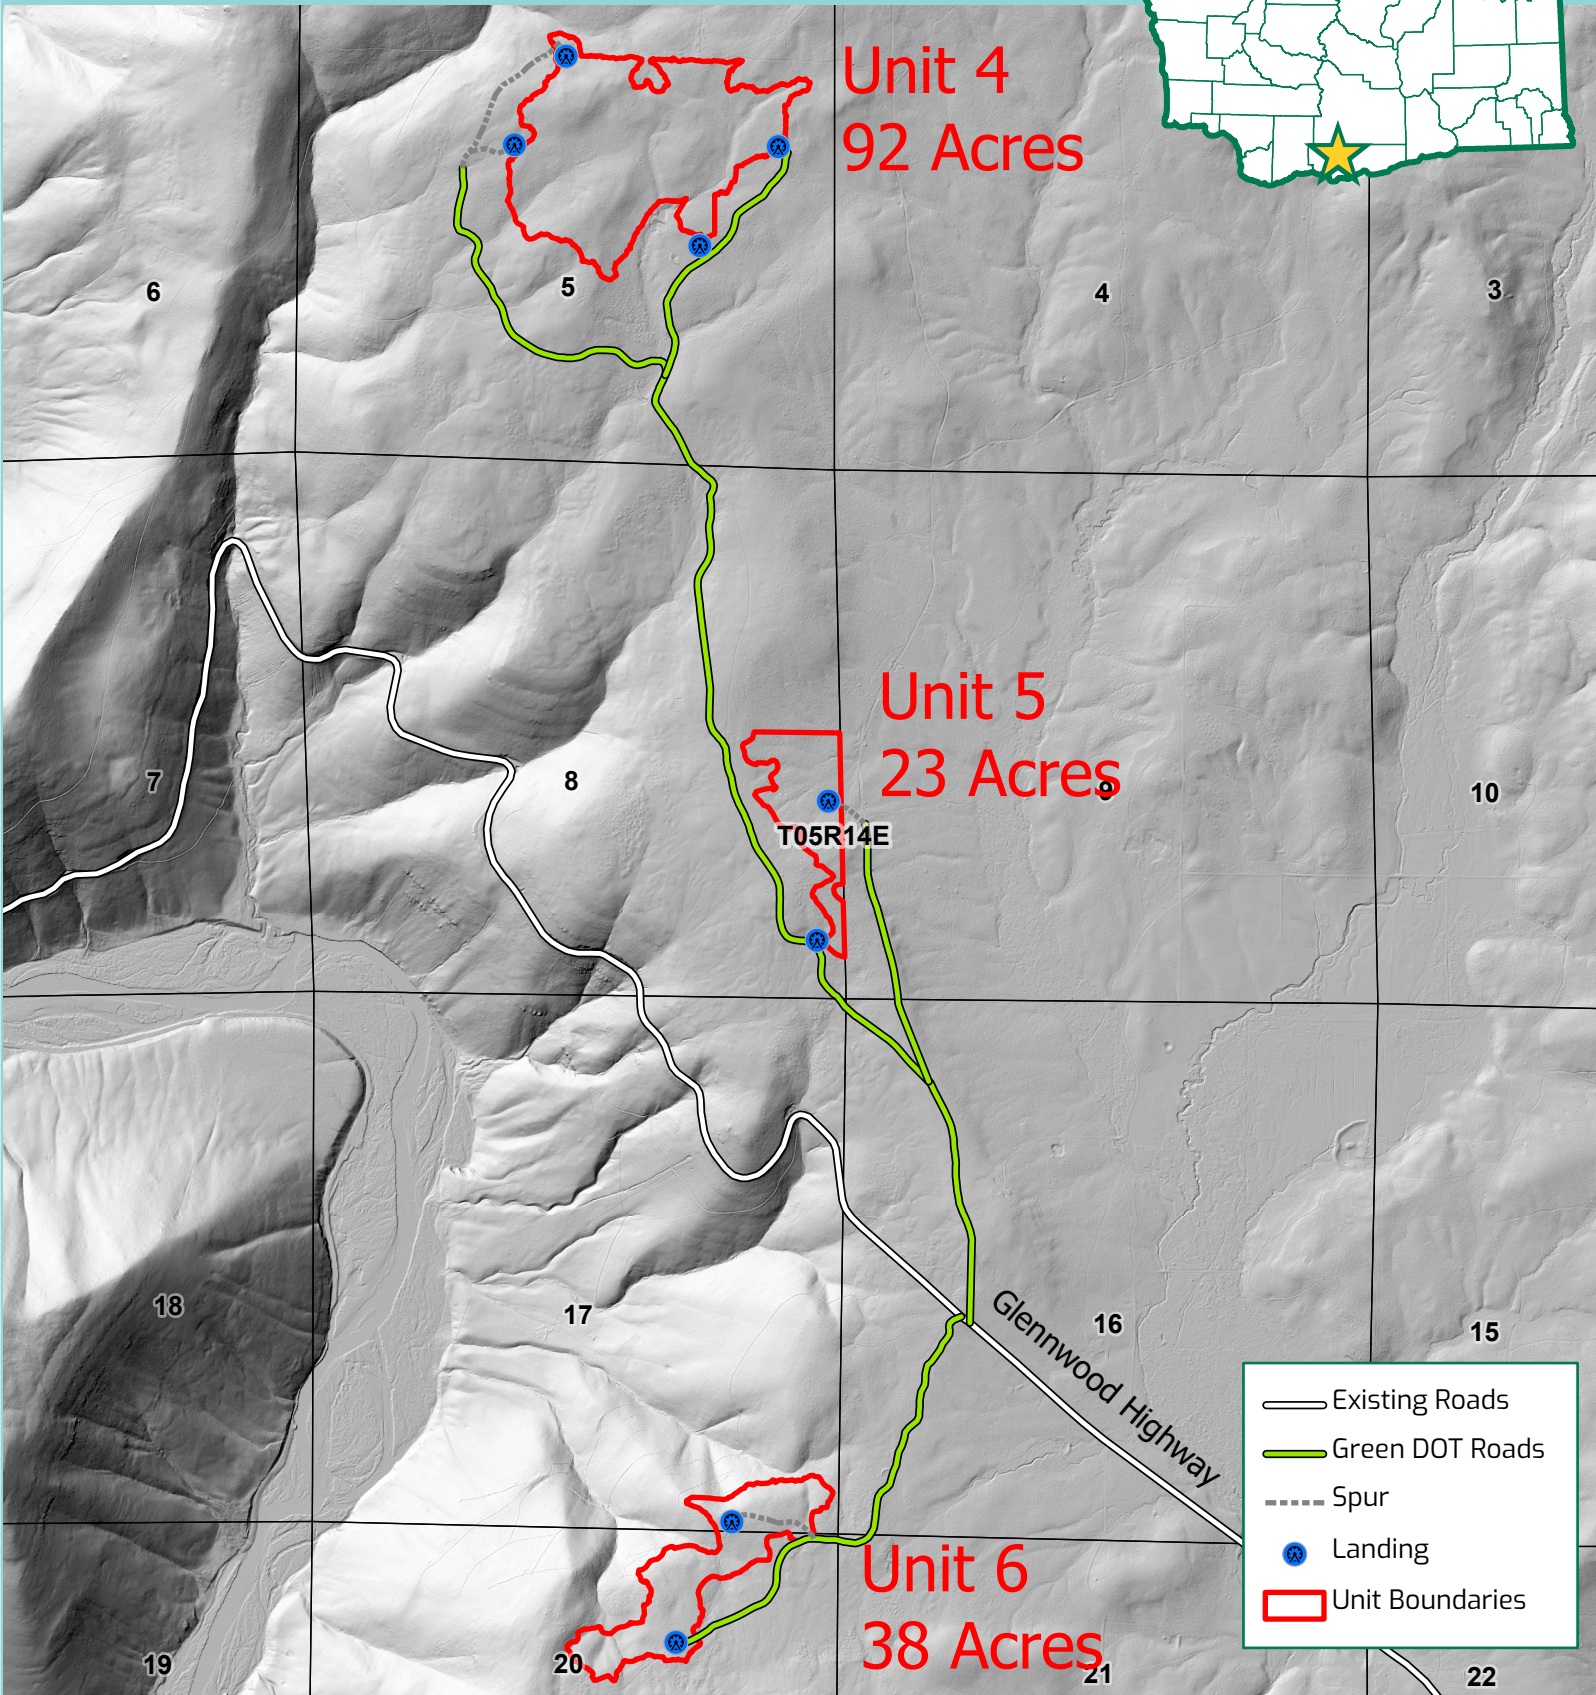 Unit 4
92 Acres
6
5
4
3
Unit 5
23 Acres
7
8
9
10
T05R14E
18
17
16
15
Glennwood Highway
Existing Roads
Green DOT Roads
Spur
Landing
Unit Boundaries
Unit 6
38 Acres
19
20
21
22